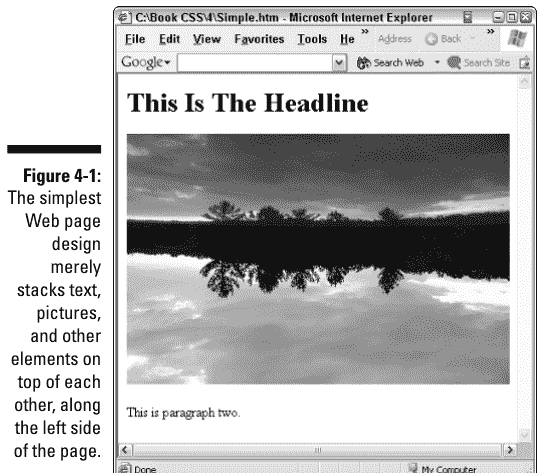 C:\Book CSS\4\Simple.htm - Microsoft Internet Explorer
File Edit View Favorites Tools He » Address Back »
Google Search Web Search Site
This Is The Headline
This is paragraph two.
Done My Computer
Figure 4-1:
The simplest
Web page
design
merely
stacks text,
pictures,
and other
elements on
top of each
other, along
the left side
of the page.